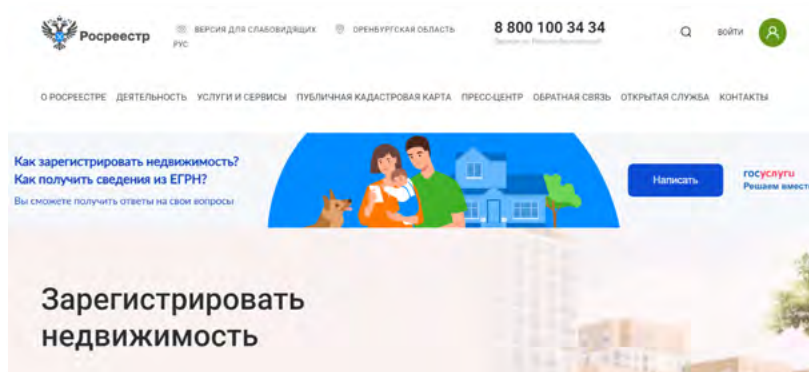 Росреестр
ВЕРСИЯ ДЛЯ СЛАБОВИДЯЩИХ
ОРЕНБУРГСКАЯ ОБЛАСТЬ
8 800 100 34 34
ВОЙТИ
РУС
О РОСРЕЕСТРЕ ДЕЯТЕЛЬНОСТЬ УСЛУГИ И СЕРВИСЫ ПУБЛИЧНАЯ КАДАСТРОВАЯ КАРТА ПРЕСС-ЦЕНТР ОБРАТНАЯ СВЯЗЬ ОТКРЫТАЯ СЛУЖБА КОНТАКТЫ
Как зарегистрировать недвижимость?
Как получить сведения из ЕГРН?
Вы сможете получить ответы на свои вопросы
Написать
госуслуги
Решаем вместе
Зарегистрировать
недвижимость